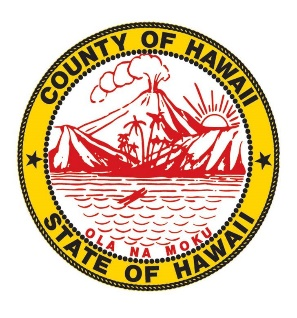 COUNTY OF HAWAII
OLA NA MOKU
STATE OF HAWAII